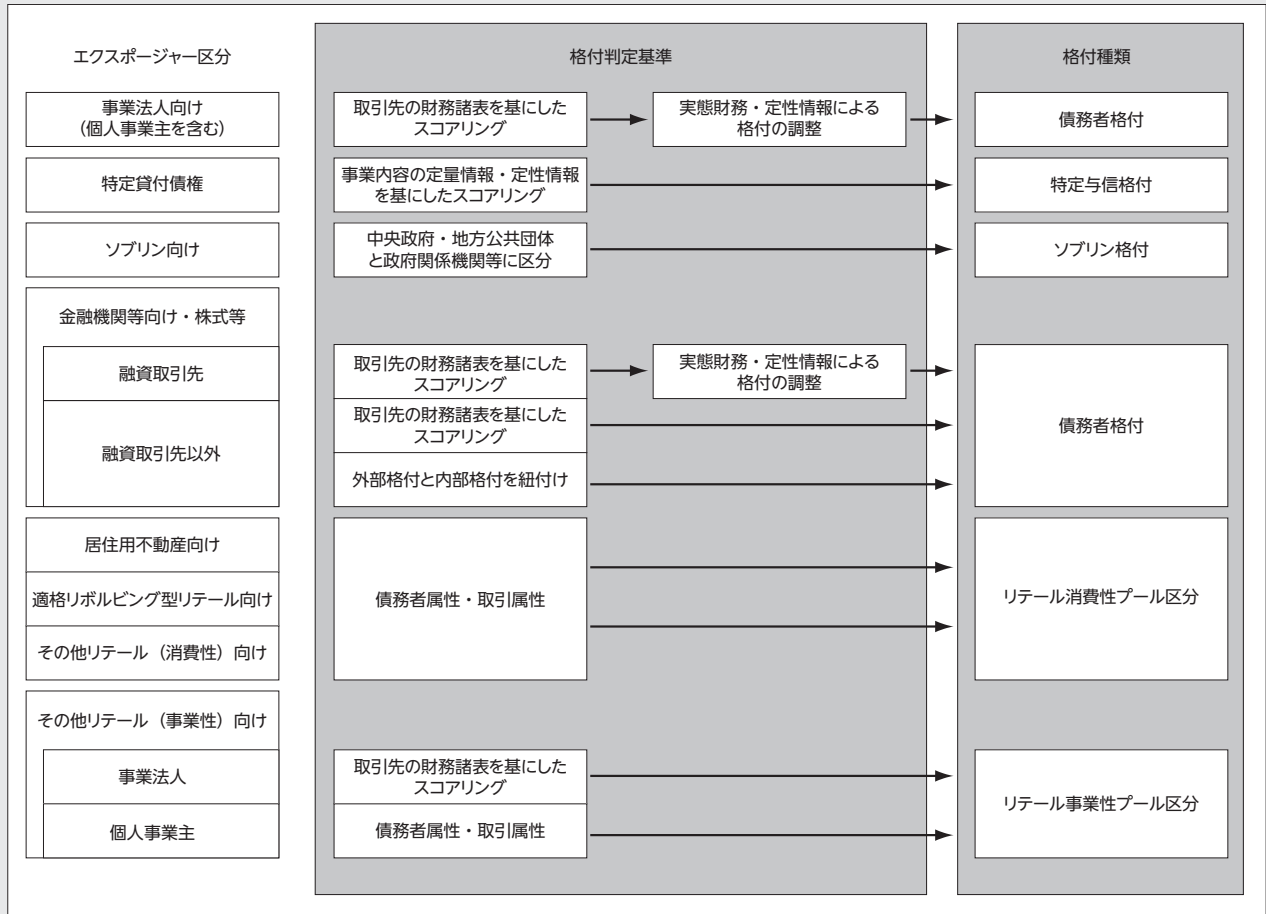 エクスポージャー区分
格付判定基準
格付種類
事業法人向け
（個人事業主を含む）
取引先の財務諸表を基にした
スコアリング
実態財務・定性情報による
格付の調整
債務者格付
特定貸付債権
事業内容の定量情報・定性情報
を基にしたスコアリング
特定与信格付
ソブリン向け
中央政府・地方公共団体
と政府関係機関等に区分
ソブリン格付
金融機関等向け・株式等
融資取引先
取引先の財務諸表を基にした
スコアリング
実態財務・定性情報による
格付の調整
融資取引先以外
取引先の財務諸表を基にした
スコアリング
外部格付と内部格付を紐付け
債務者格付
居住用不動産向け
適格リボルビング型リテール向け
その他リテール（消費性）向け
債務者属性・取引属性
リテール消費性プール区分
その他リテール（事業性）向け
事業法人
取引先の財務諸表を基にした
スコアリング
個人事業主
債務者属性・取引属性
リテール事業性プール区分